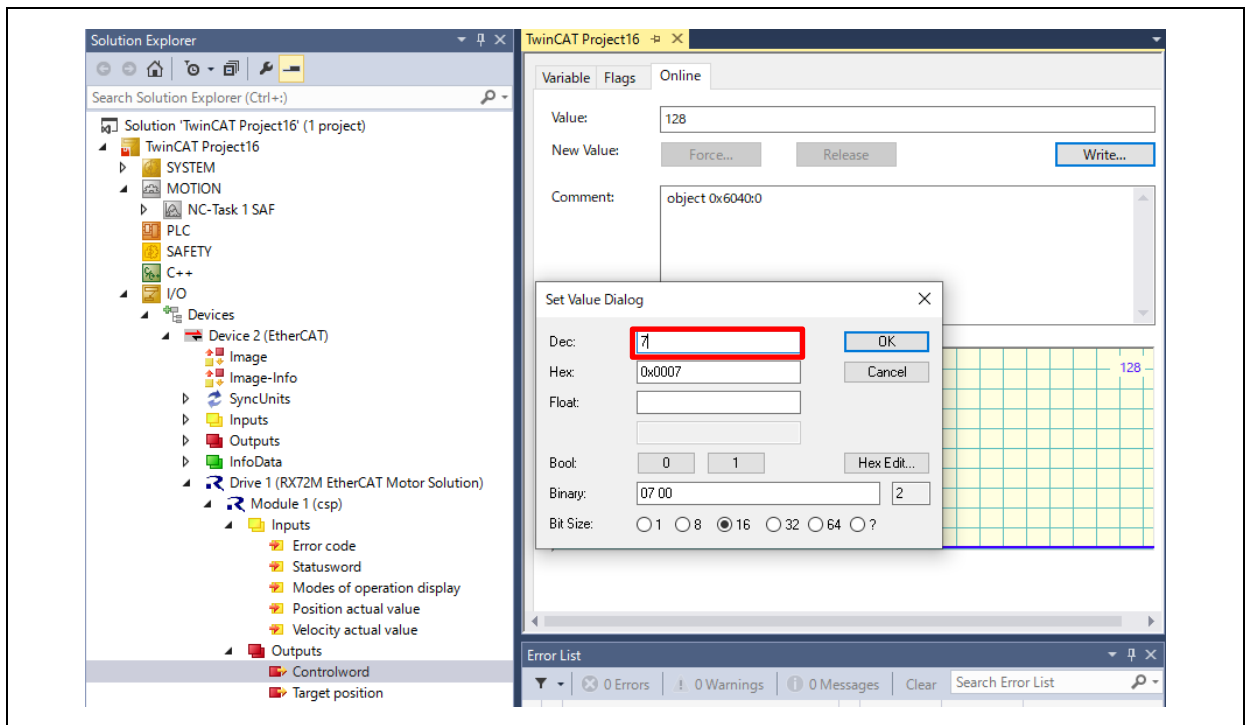 Solution Explorer
Search Solution Explorer (Ctrl+:)
Solution 'TwinCAT Project16' (1 project)
TwinCAT Project16
SYSTEM
MOTION
NC-Task 1 SAF
PLC
SAFETY
C++
I/O
Devices
Device 2 (EtherCAT)
Image
Image-Info
SyncUnits
Inputs
Outputs
InfoData
Drive 1 (RX72M EtherCAT Motor Solution)
Module 1 (csp)
Inputs
Error code
Statusword
Modes of operation display
Position actual value
Velocity actual value
Outputs
Controlword
Target position
TwinCAT Project16
Variable Flags Online
Value: 128
New Value: Force... Release Write...
Comment: object 0x6040:0
Set Value Dialog
Dec: 7 OK
Hex: 0x0007 Cancel
Float:
Bool: 0 1 Hex Edit...
Binary: 07 00 2
Bit Size: 1 8 16 32 64 ?
128
Error List
0 Errors 0 Warnings 0 Messages Clear Search Error List